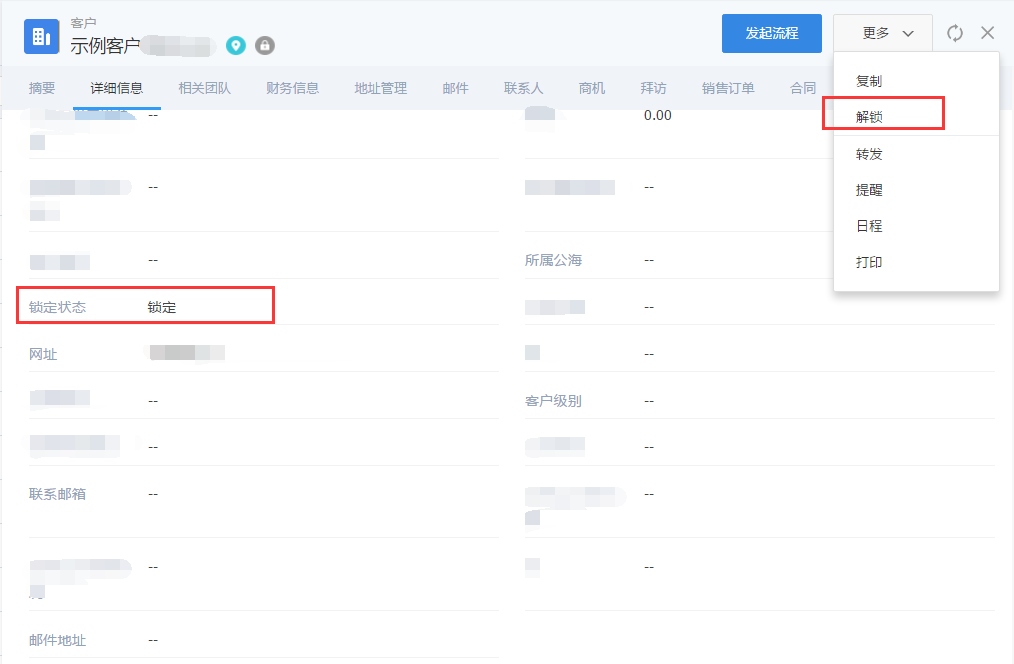 客户
示例客户
发起流程
更多
摘要 详细信息 相关团队 财务信息 地址管理 邮件 联系人 商机 拜访 销售订单 合同
复制
解锁
转发
提醒
日程
打印
-- 0.00
-- --
-- 所属公海 --
锁定状态 锁定 --
网址 --
-- 客户级别 --
-- --
联系邮箱 -- --
-- --
邮件地址 --